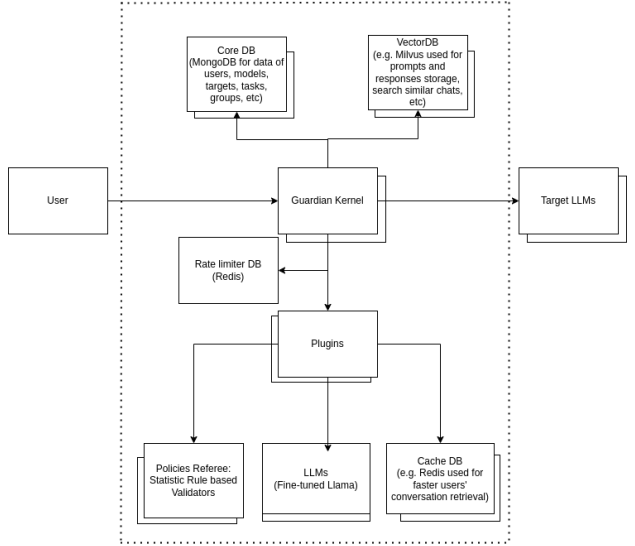 Core DB
(MongoDB for data of
users, models,
targets, tasks,
groups, etc)
VectorDB
(e.g. Milvus used for
prompts and
responses storage,
search similar chats,
etc)
User
Guardian Kernel
Target LLMs
Rate limiter DB
(Redis)
Plugins
Policies Referee:
Statistic Rule based
Validators
LLMs
(Fine-tuned Llama)
Cache DB
(e.g. Redis used for
faster users'
conversation retrieval)